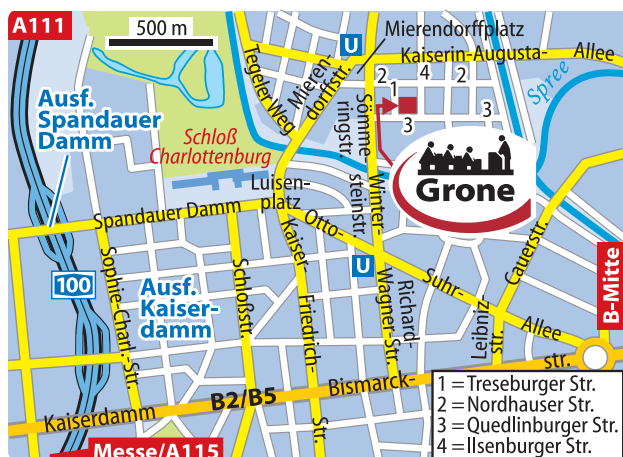 A111
500 m
U
Mierendorffplatz
Kaiserin-Augusta-
Allee
Tegeler Weg
Mieren-
dorffstr.
Sömme
ringstr.
2
4
2
1
3
3
Spree
Ausf.
Spandauer
Damm
Schloß
Charlottenburg
Grone
Luisen-
platz
steinstr.
Winter-
Spandauer Damm
Otto-
Suhr-
Allee
Cauerstr.
B-Mitte
U
100
Ausf.
Kaiser-
damm
Sophie-Charl.-Str.
Schloßstr.
Kaiser-
Friedrich-
Str.
Richard-
Wagner-Str.
Leibniz
str.
Kaiserdamm
B2/B5
Bismarck-
str.
Messe/A115
1 = Treseburger Str.
2 = Nordhauser Str.
3 = Quedlinburger Str.
4 = Ilsenburger Str.